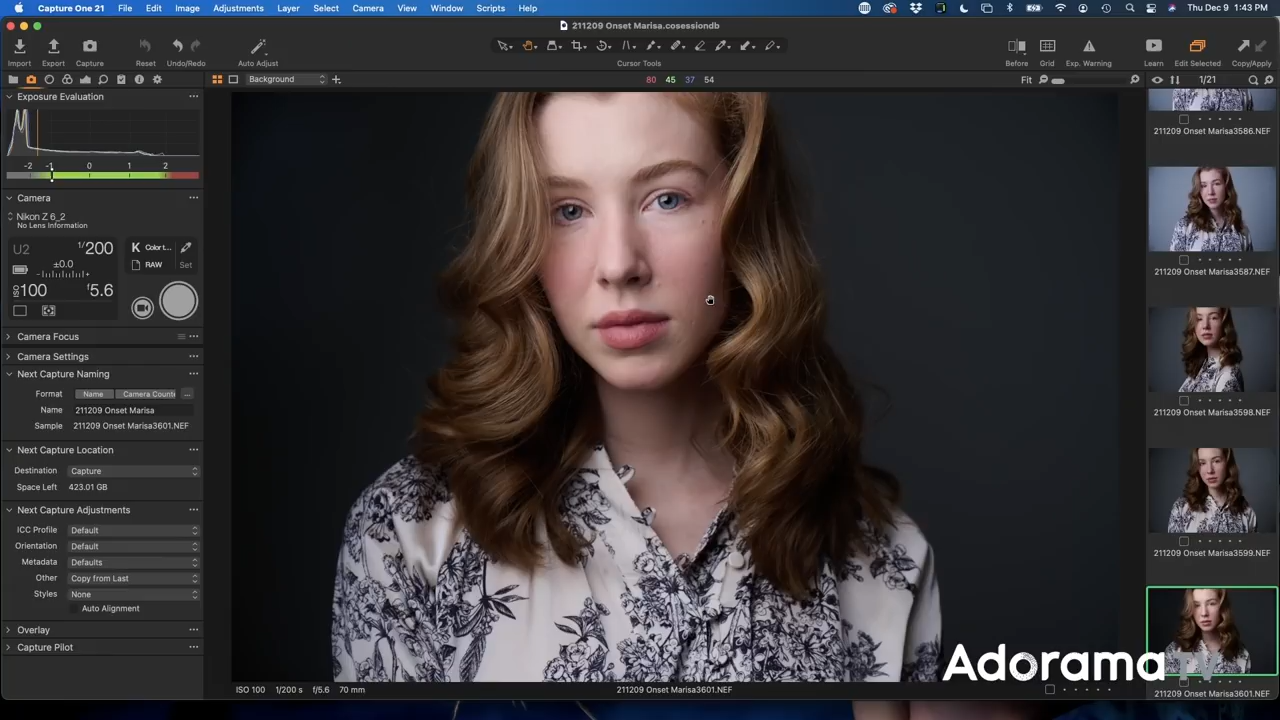 Capture One 21 File Edit Image Adjustments Layer Select Camera View Window Scripts Help Thu Dec 9 1:43 PM
211209 Onset Marisa.cosessiondb
Import Export Capture Reset Undo/Redo Auto Adjust Cursor Tools Before Grid Exp. Warning Learn Edit Selected Copy/Apply
Background 80 45 37 54 Fit 1/21
Exposure Evaluation
-2 -1 0 1 2
Camera
Nikon Z 6_2
No Lens Information
U2 1/200
±0.0
ISO 100 f5.6
K Color t...
RAW Set
Camera Focus
Camera Settings
Next Capture Naming
Format Name Camera Count ...
Name 211209 Onset Marisa
Sample 211209 Onset Marisa3601.NEF
Next Capture Location
Destination Capture
Space Left 423.01 GB
Next Capture Adjustments
ICC Profile Default
Orientation Default
Metadata Defaults
Other Copy from Last
Styles None
Auto Alignment
Overlay
Capture Pilot
211209 Onset Marisa3586.NEF
211209 Onset Marisa3587.NEF
211209 Onset Marisa3598.NEF
211209 Onset Marisa3599.NEF
211209 Onset Marisa3601.NEF
ISO 100 1/200 s f/5.6 70 mm 211209 Onset Marisa3601.NEF
Adorama TV